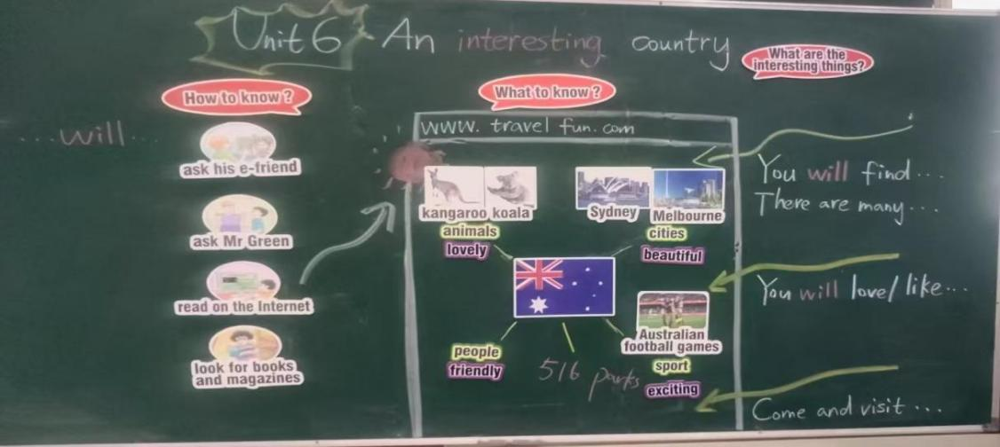 Unit 6 An interesting country
What are the
interesting things?
How to know?
What to know?
...will...
ask his e-friend
ask Mr Green
read on the Internet
look for books
and magazines
www. travel fun. com
kangaroo koala
animals
lovely
Sydney Melbourne
cities
beautiful
people
friendly
516 parks
Australian
football games
sport
exciting
You will find...
There are many...
You will love/like...
Come and visit...